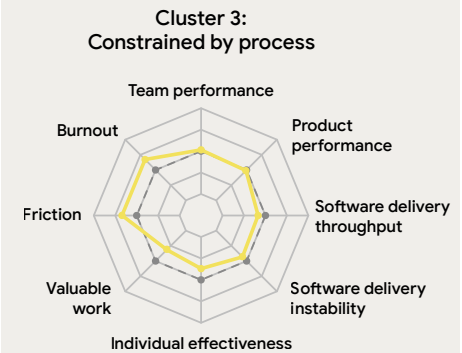 Cluster 3:
Constrained by process
Team performance
Burnout
Product
performance
Friction
Software delivery
throughput
Valuable
work
Software delivery
instability
Individual effectiveness